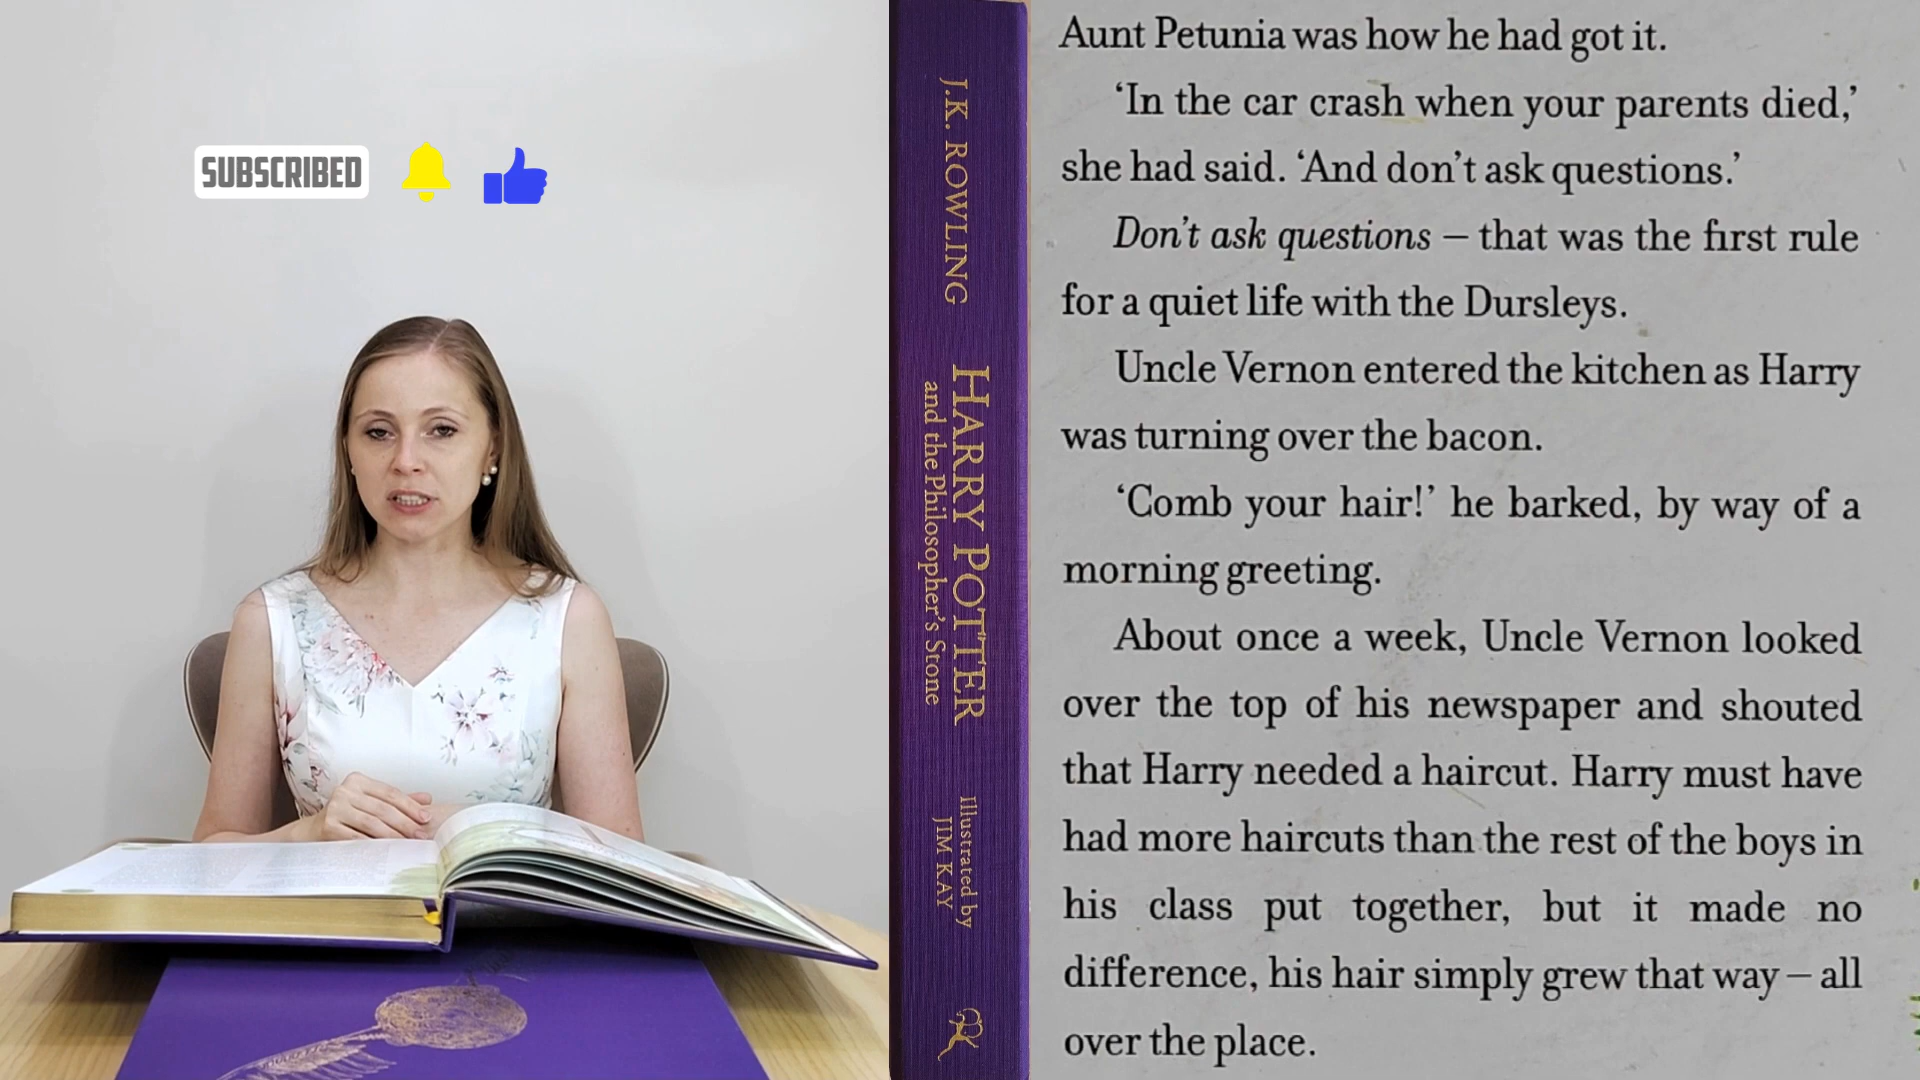 SUBSCRIBED
J.K. ROWLING
HARRY POTTER
and the Philosopher's Stone
Illustrated by
JIM KAY
Aunt Petunia was how he had got it.
‘In the car crash when your parents died,’
she had said. ‘And don’t ask questions.’
Don’t ask questions – that was the first rule
for a quiet life with the Dursleys.
Uncle Vernon entered the kitchen as Harry
was turning over the bacon.
‘Comb your hair!’ he barked, by way of a
morning greeting.
About once a week, Uncle Vernon looked
over the top of his newspaper and shouted
that Harry needed a haircut. Harry must have
had more haircuts than the rest of the boys in
his class put together, but it made no
difference, his hair simply grew that way – all
over the place.